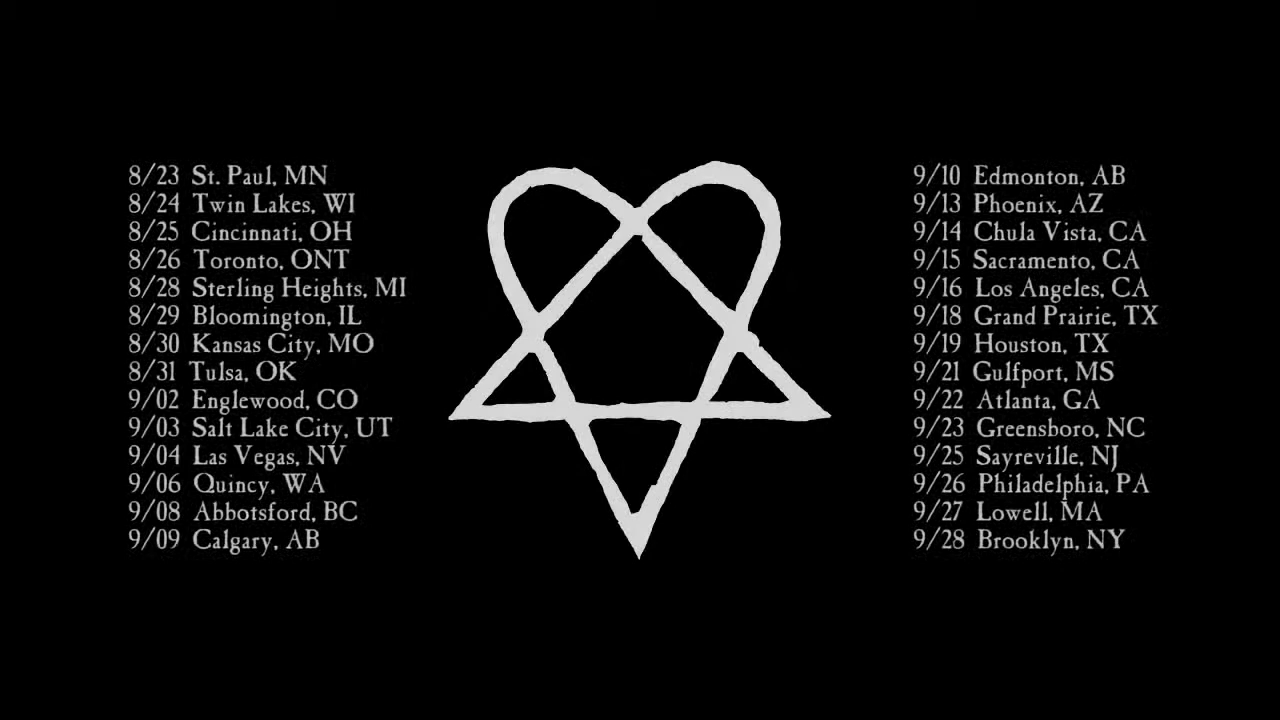 8/23 St. Paul, MN
8/24 Twin Lakes, WI
8/25 Cincinnati, OH
8/26 Toronto, ONT
8/28 Sterling Heights, MI
8/29 Bloomington, IL
8/30 Kansas City, MO
8/31 Tulsa, OK
9/02 Englewood, CO
9/03 Salt Lake City, UT
9/04 Las Vegas, NV
9/06 Quincy, WA
9/08 Abbotsford, BC
9/09 Calgary, AB
9/10 Edmonton, AB
9/13 Phoenix, AZ
9/14 Chula Vista, CA
9/15 Sacramento, CA
9/16 Los Angeles, CA
9/18 Grand Prairie, TX
9/19 Houston, TX
9/21 Gulfport, MS
9/22 Atlanta, GA
9/23 Greensboro, NC
9/25 Sayreville, NJ
9/26 Philadelphia, PA
9/27 Lowell, MA
9/28 Brooklyn, NY